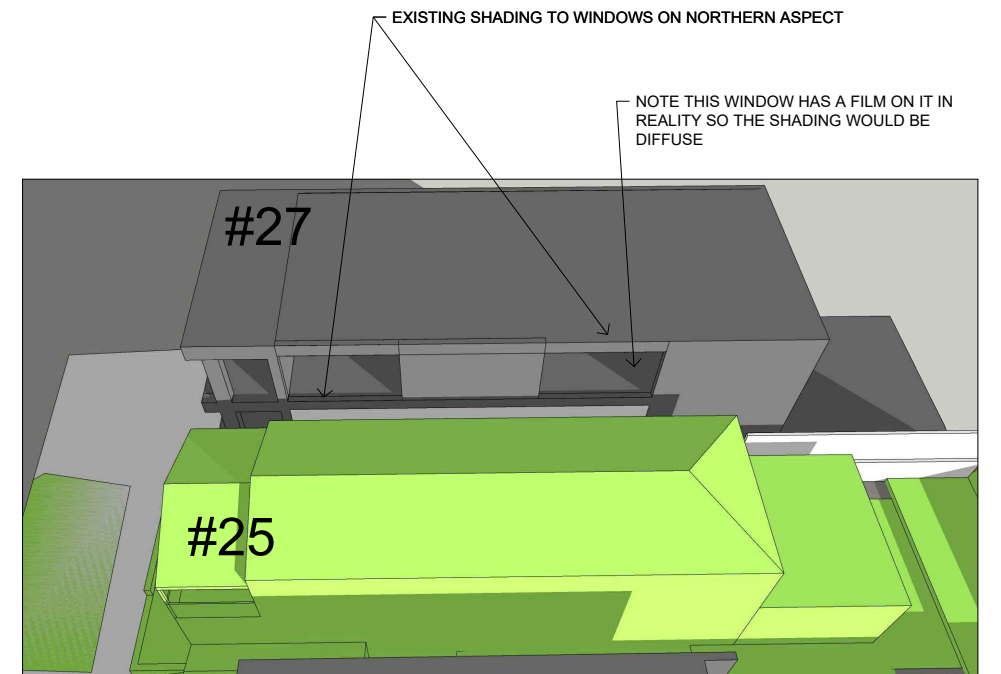 EXISTING SHADING TO WINDOWS ON NORTHERN ASPECT
NOTE THIS WINDOW HAS A FILM ON IT IN
REALITY SO THE SHADING WOULD BE
DIFFUSE
#27
#25